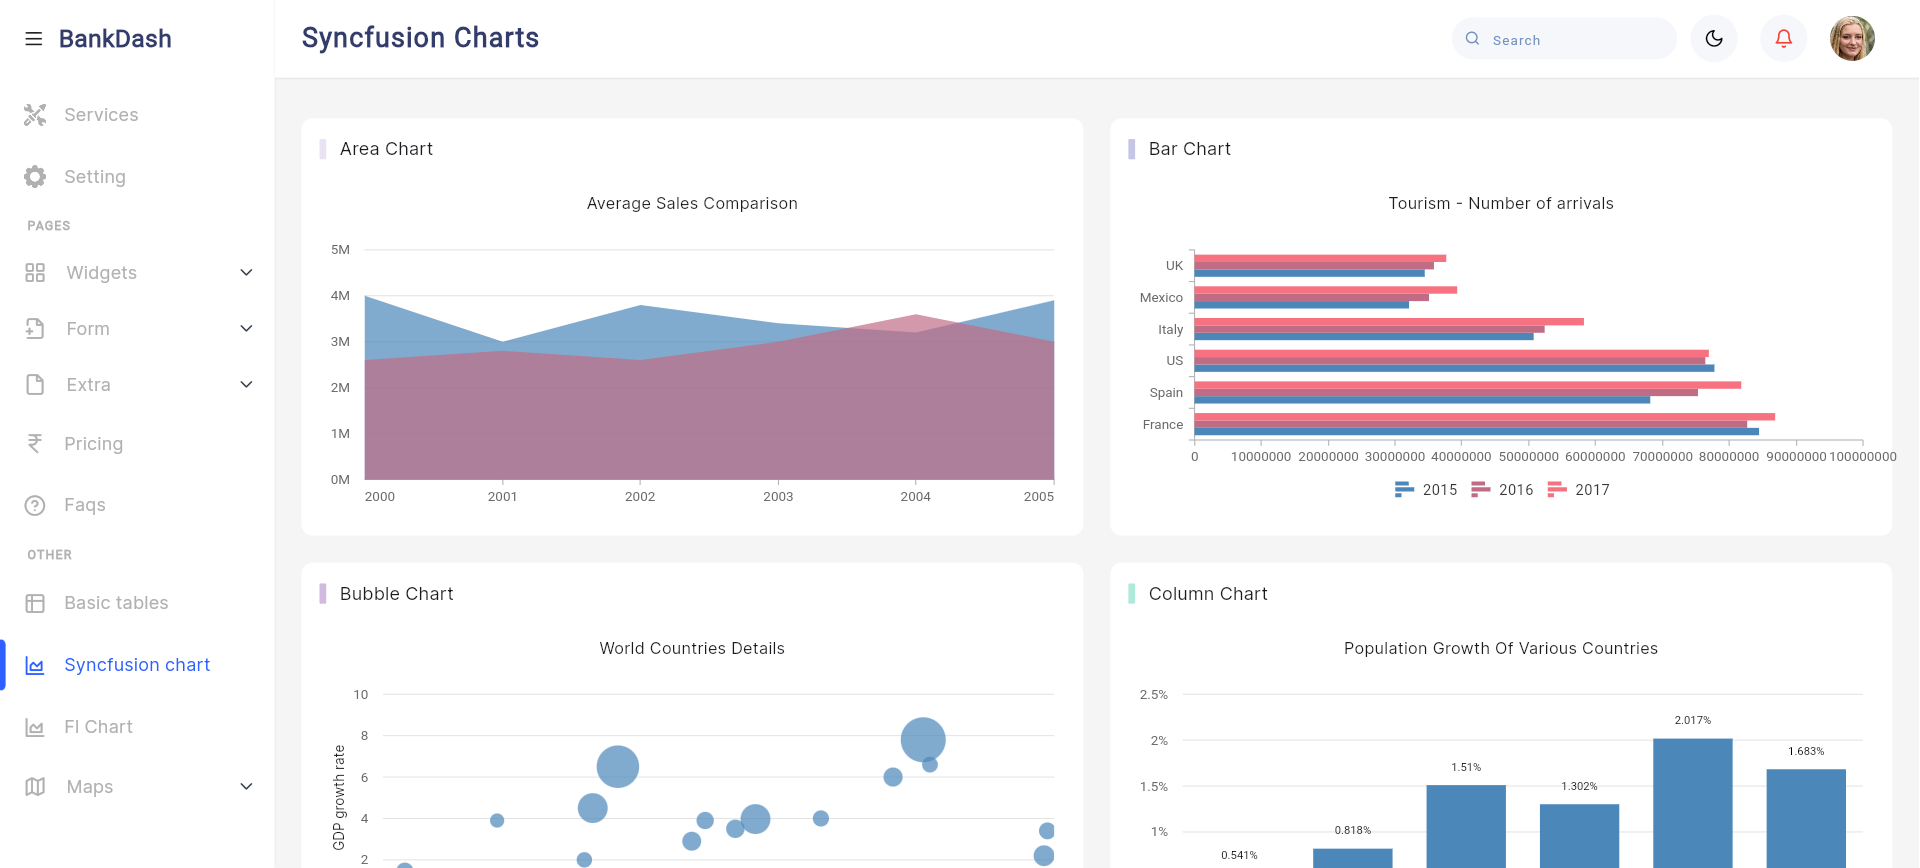 BankDash
Syncfusion Charts
Search
Services
Setting
PAGES
Widgets
Form
Extra
Pricing
Faqs
OTHER
Basic tables
Syncfusion chart
Fl Chart
Maps
Area Chart
Average Sales Comparison
5M
4M
3M
2M
1M
0M
2000 2001 2002 2003 2004 2005
Bar Chart
Tourism - Number of arrivals
UK
Mexico
Italy
US
Spain
France
0 10000000 20000000 30000000 40000000 50000000 60000000 70000000 80000000 90000000 100000000
2015 2016 2017
Bubble Chart
World Countries Details
GDP growth rate
10
8
6
4
2
Column Chart
Population Growth Of Various Countries
2.5%
2%
1.5%
1%
0.541%
0.818%
1.51%
1.302%
2.017%
1.683%